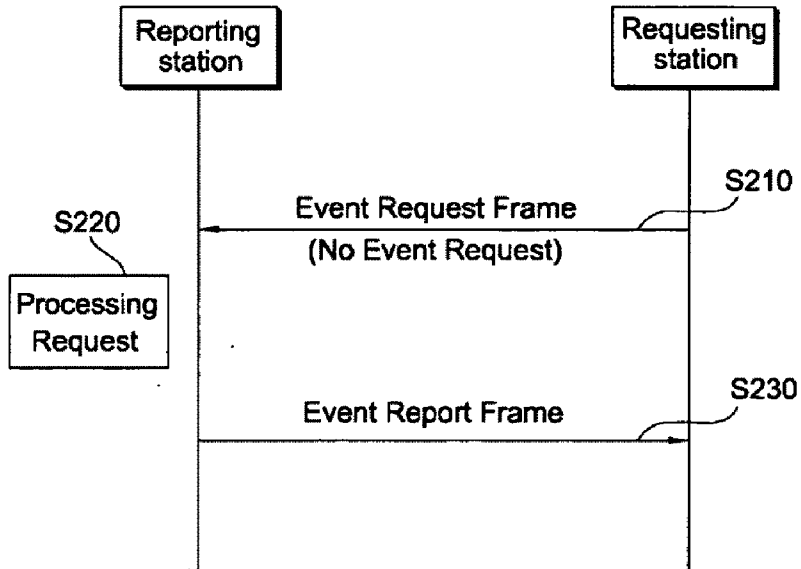 Reporting
station
Requesting
station
S210
Event Request Frame
(No Event Request)
S220
Processing
Request
S230
Event Report Frame